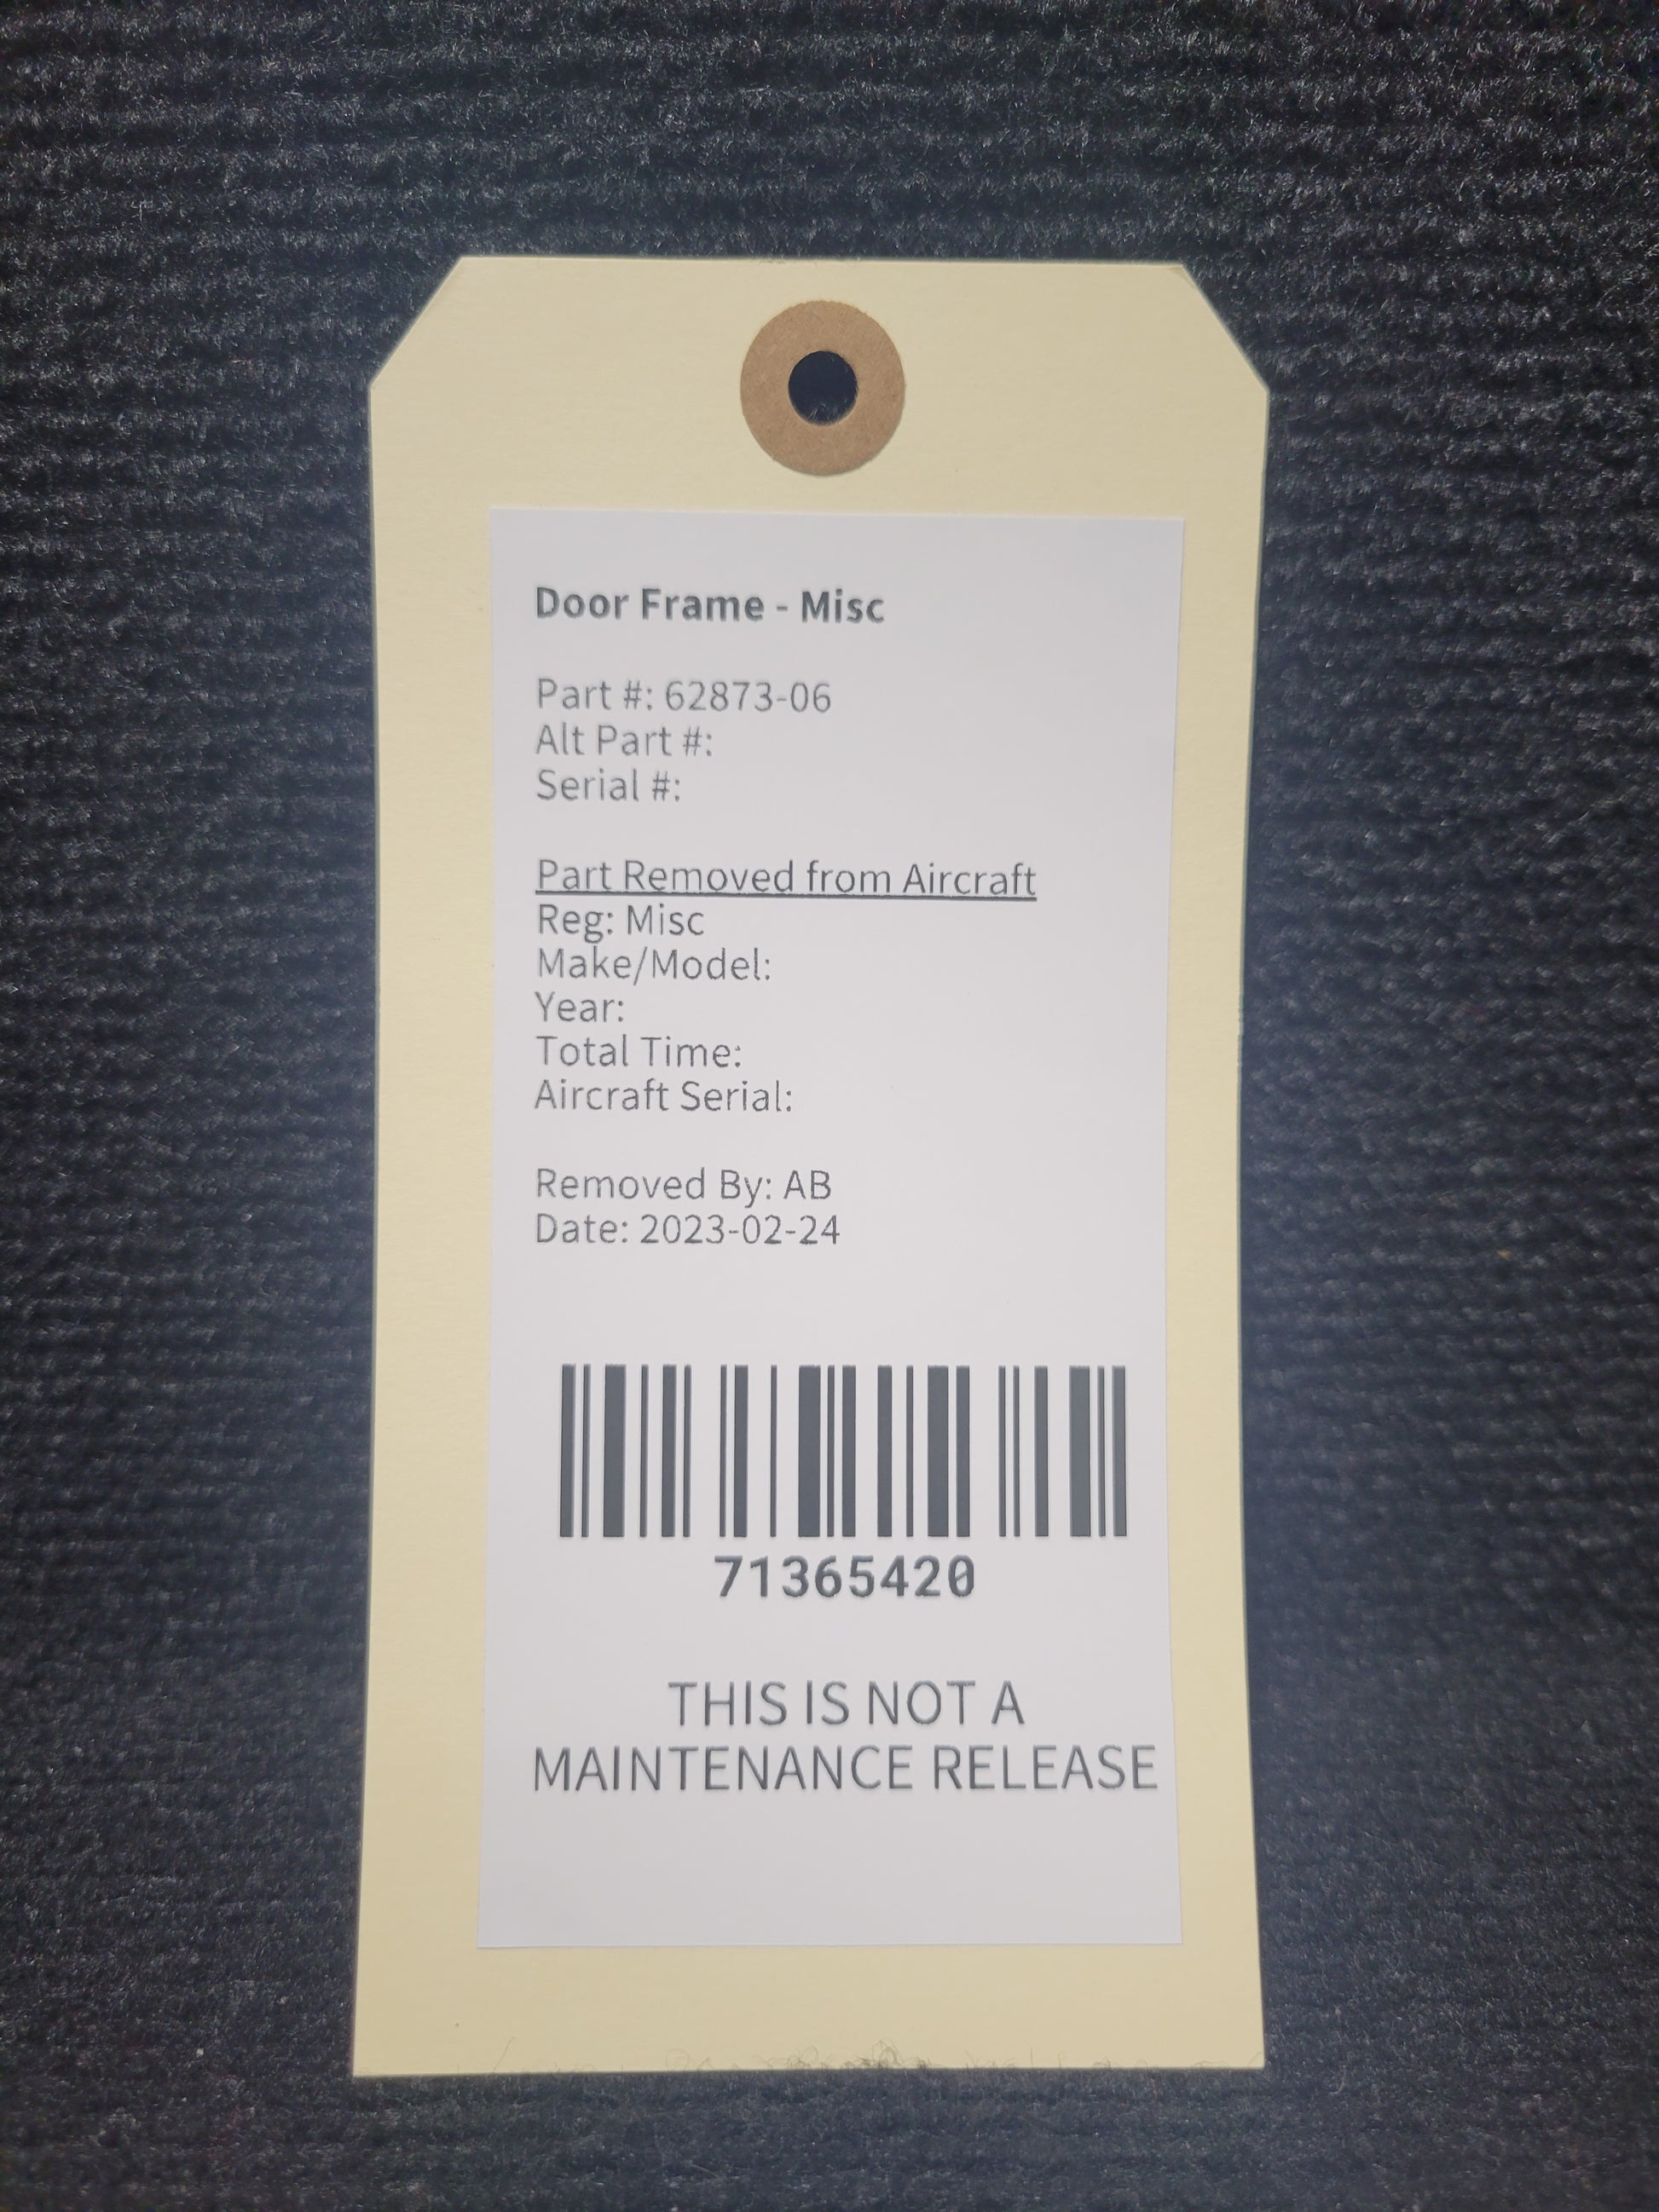 Door Frame - Misc
Part #: 62873-06
Alt Part #:
Serial #:
Part Removed from Aircraft
Reg: Misc
Make/Model:
Year:
Total Time:
Aircraft Serial:
Removed By: AB
Date: 2023-02-24
71365420
THIS IS NOT A
MAINTENANCE RELEASE